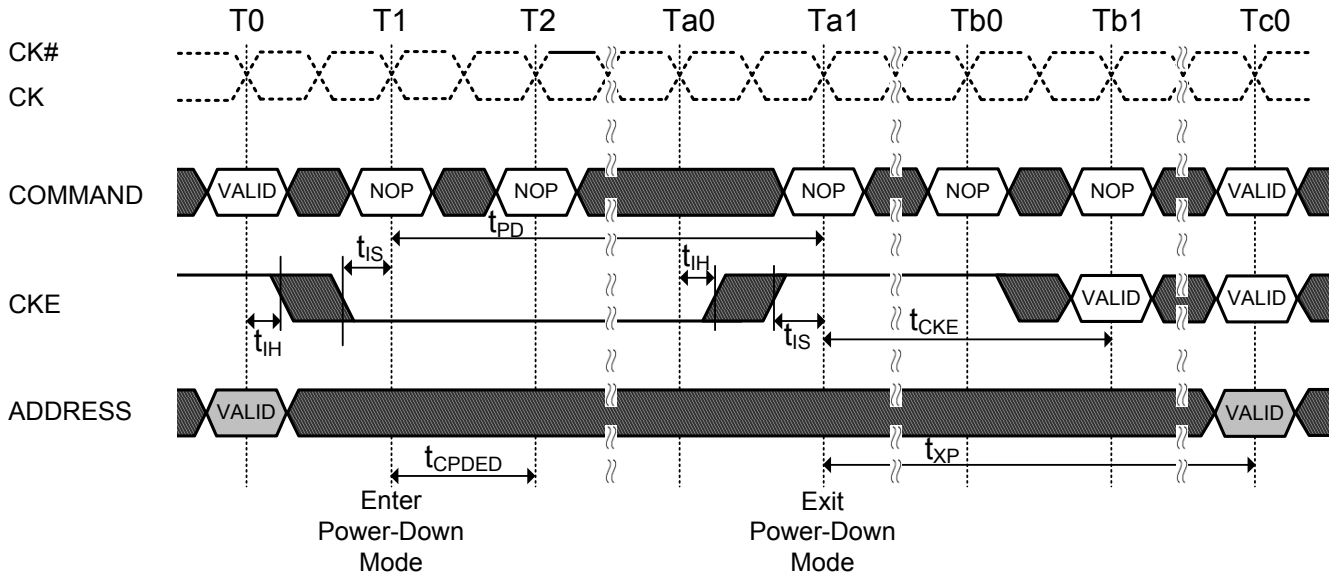 T0 T1 T2 Ta0 Ta1 Tb0 Tb1 Tc0
CK#
CK
COMMAND VALID NOP NOP NOP NOP NOP VALID
tPD
tIS tIH
CKE VALID VALID
tIH tIS tCKE
ADDRESS VALID VALID
tCPDED tXP
Enter
Power-Down
Mode
Exit
Power-Down
Mode